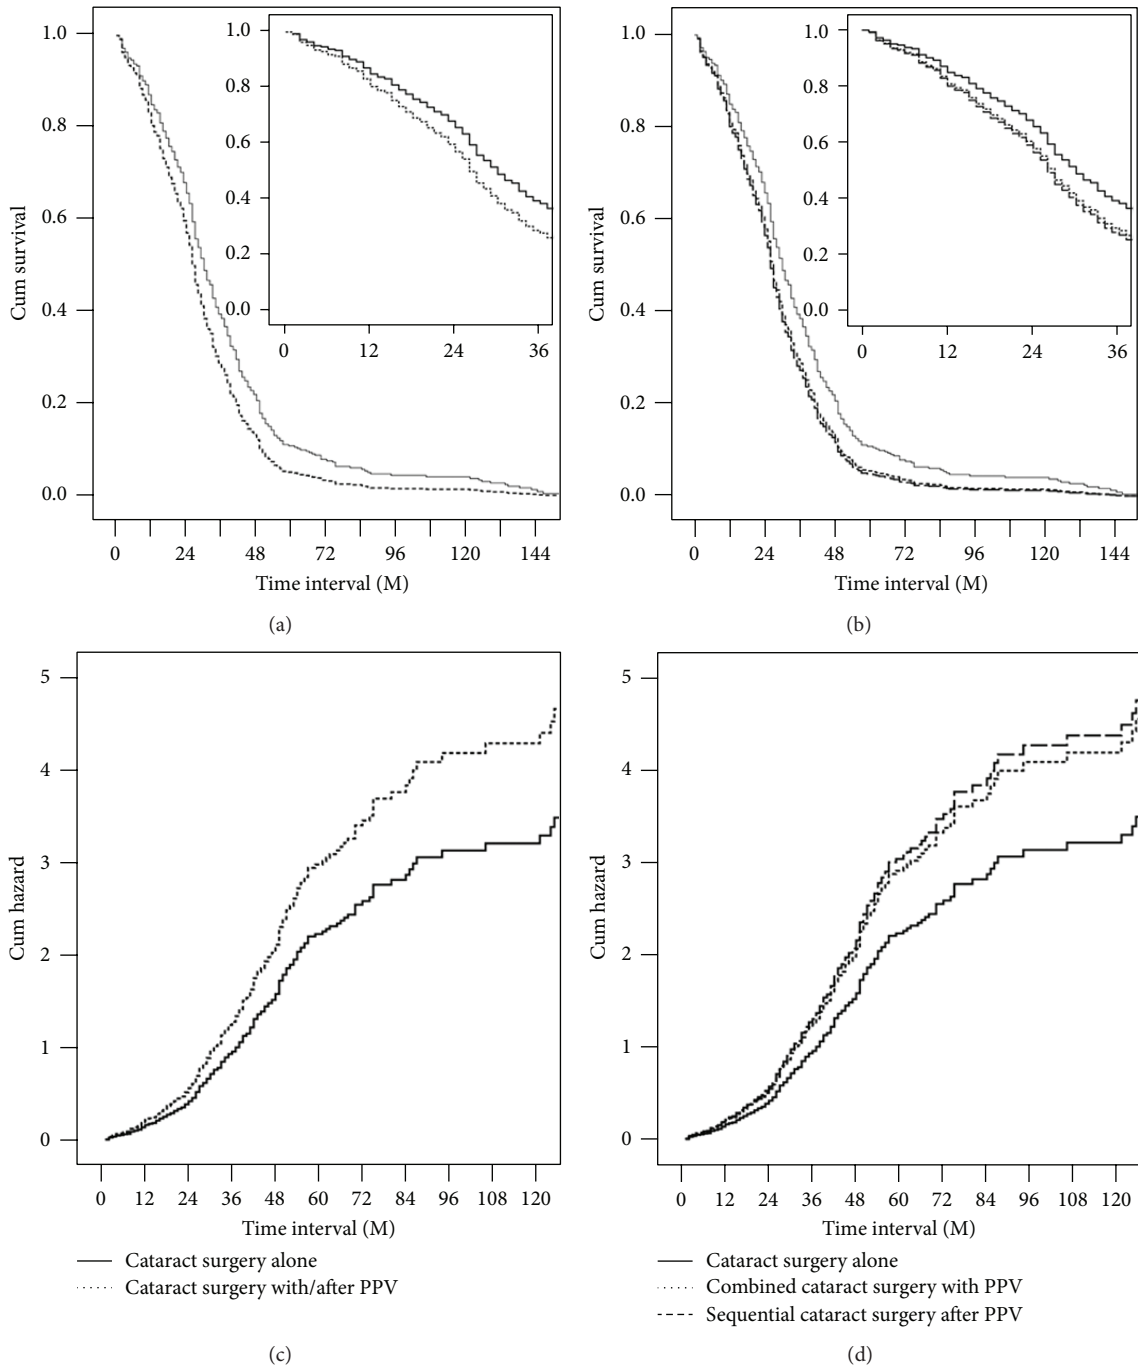 1.0
0.8
0.6
0.4
0.2
0.0
Cum survival
0 24 48 72 96 120 144
Time interval (M)
1.0
0.8
0.6
0.4
0.2
0.0
0 12 24 36
(a)
1.0
0.8
0.6
0.4
0.2
0.0
Cum survival
0 24 48 72 96 120 144
Time interval (M)
1.0
0.8
0.6
0.4
0.2
0.0
0 12 24 36
(b)
5
4
3
2
1
0
Cum hazard
0 12 24 36 48 60 72 84 96 108 120
Time interval (M)
Cataract surgery alone
Cataract surgery with/after PPV
(c)
5
4
3
2
1
0
Cum hazard
0 12 24 36 48 60 72 84 96 108 120
Time interval (M)
Cataract surgery alone
Combined cataract surgery with PPV
Sequential cataract surgery after PPV
(d)